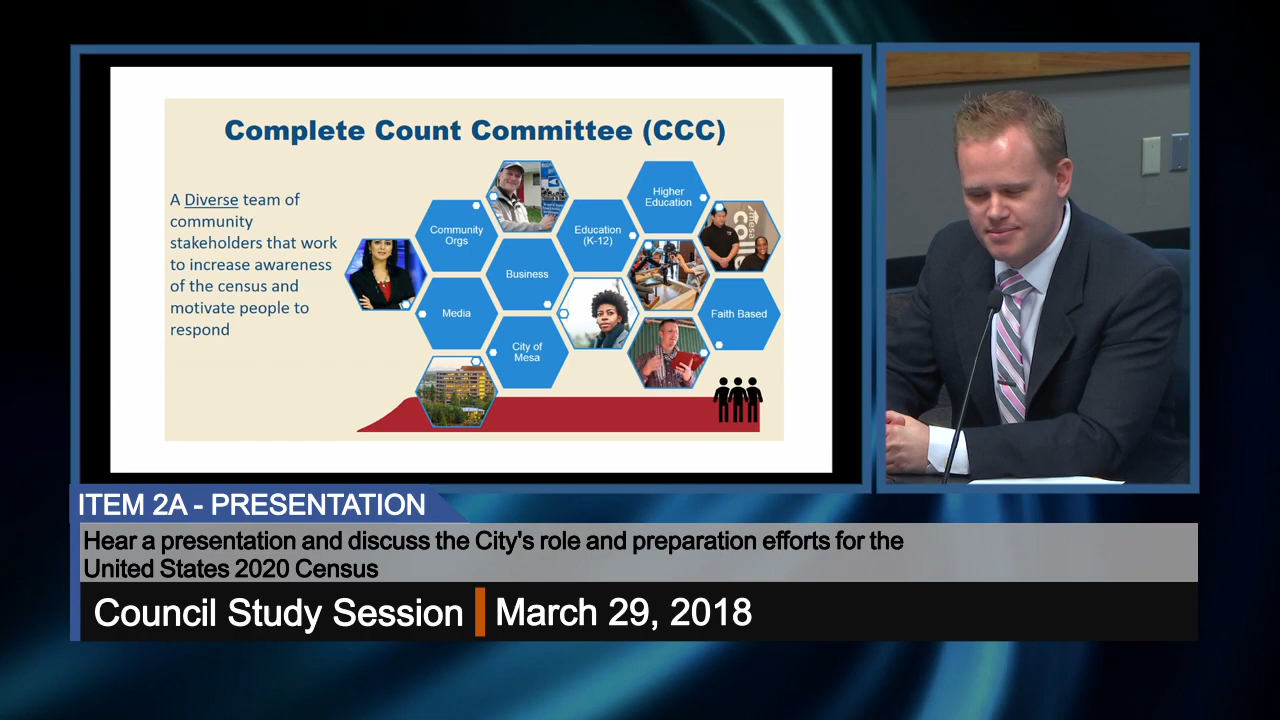 Complete Count Committee (CCC)
A Diverse team of
community
stakeholders that work
to increase awareness
of the census and
motivate people to
respond
Higher
Education
Community
Orgs
Education
(K-12)
Business
Media
Faith Based
City of
Mesa
mesa
ITEM 2A - PRESENTATION
Hear a presentation and discuss the City's role and preparation efforts for the
United States 2020 Census
Council Study Session
March 29, 2018